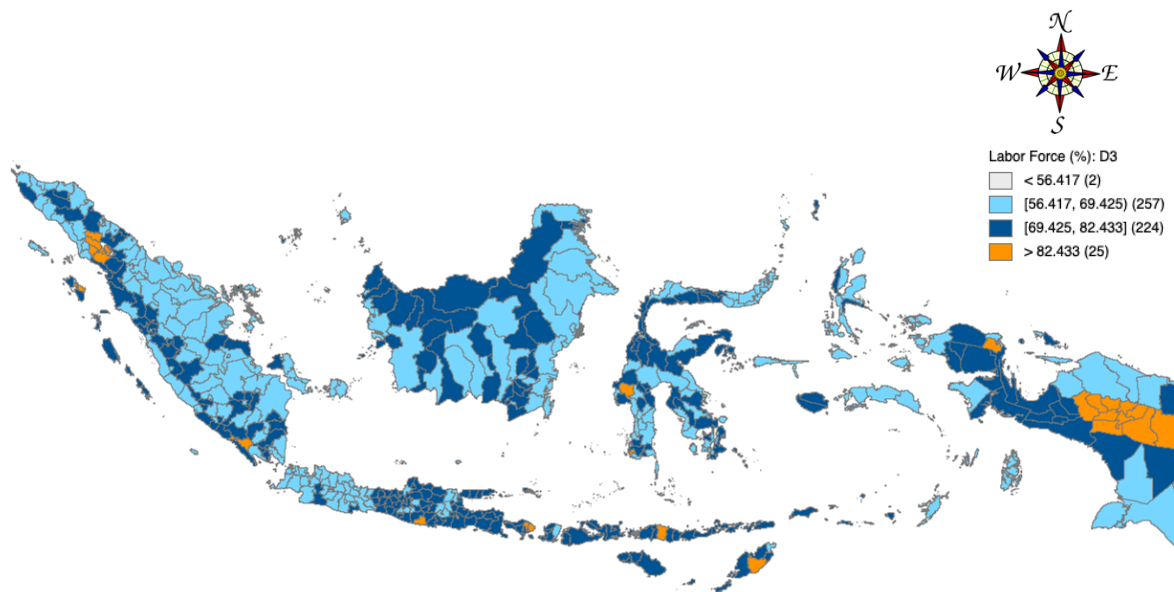 N
W E
S
Labor Force (%): D3
< 56.417 (2)
[56.417, 69.425) (257)
[69.425, 82.433] (224)
> 82.433 (25)